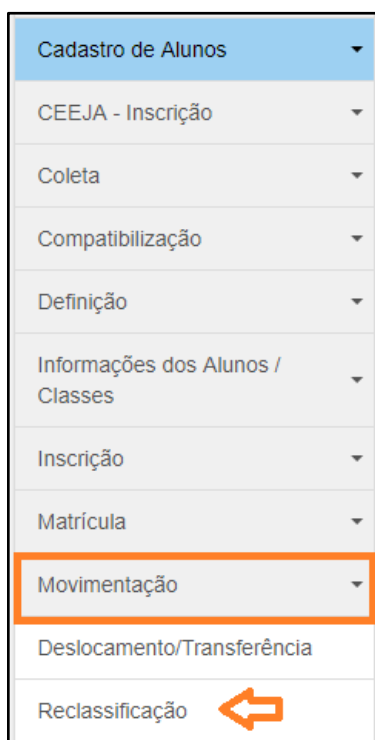 Cadastro de Alunos
CEEJA - Inscrição
Coleta
Compatibilização
Definição
Informações dos Alunos /
Classes
Inscrição
Matrícula
Movimentação
Deslocamento/Transferência
Reclassificação